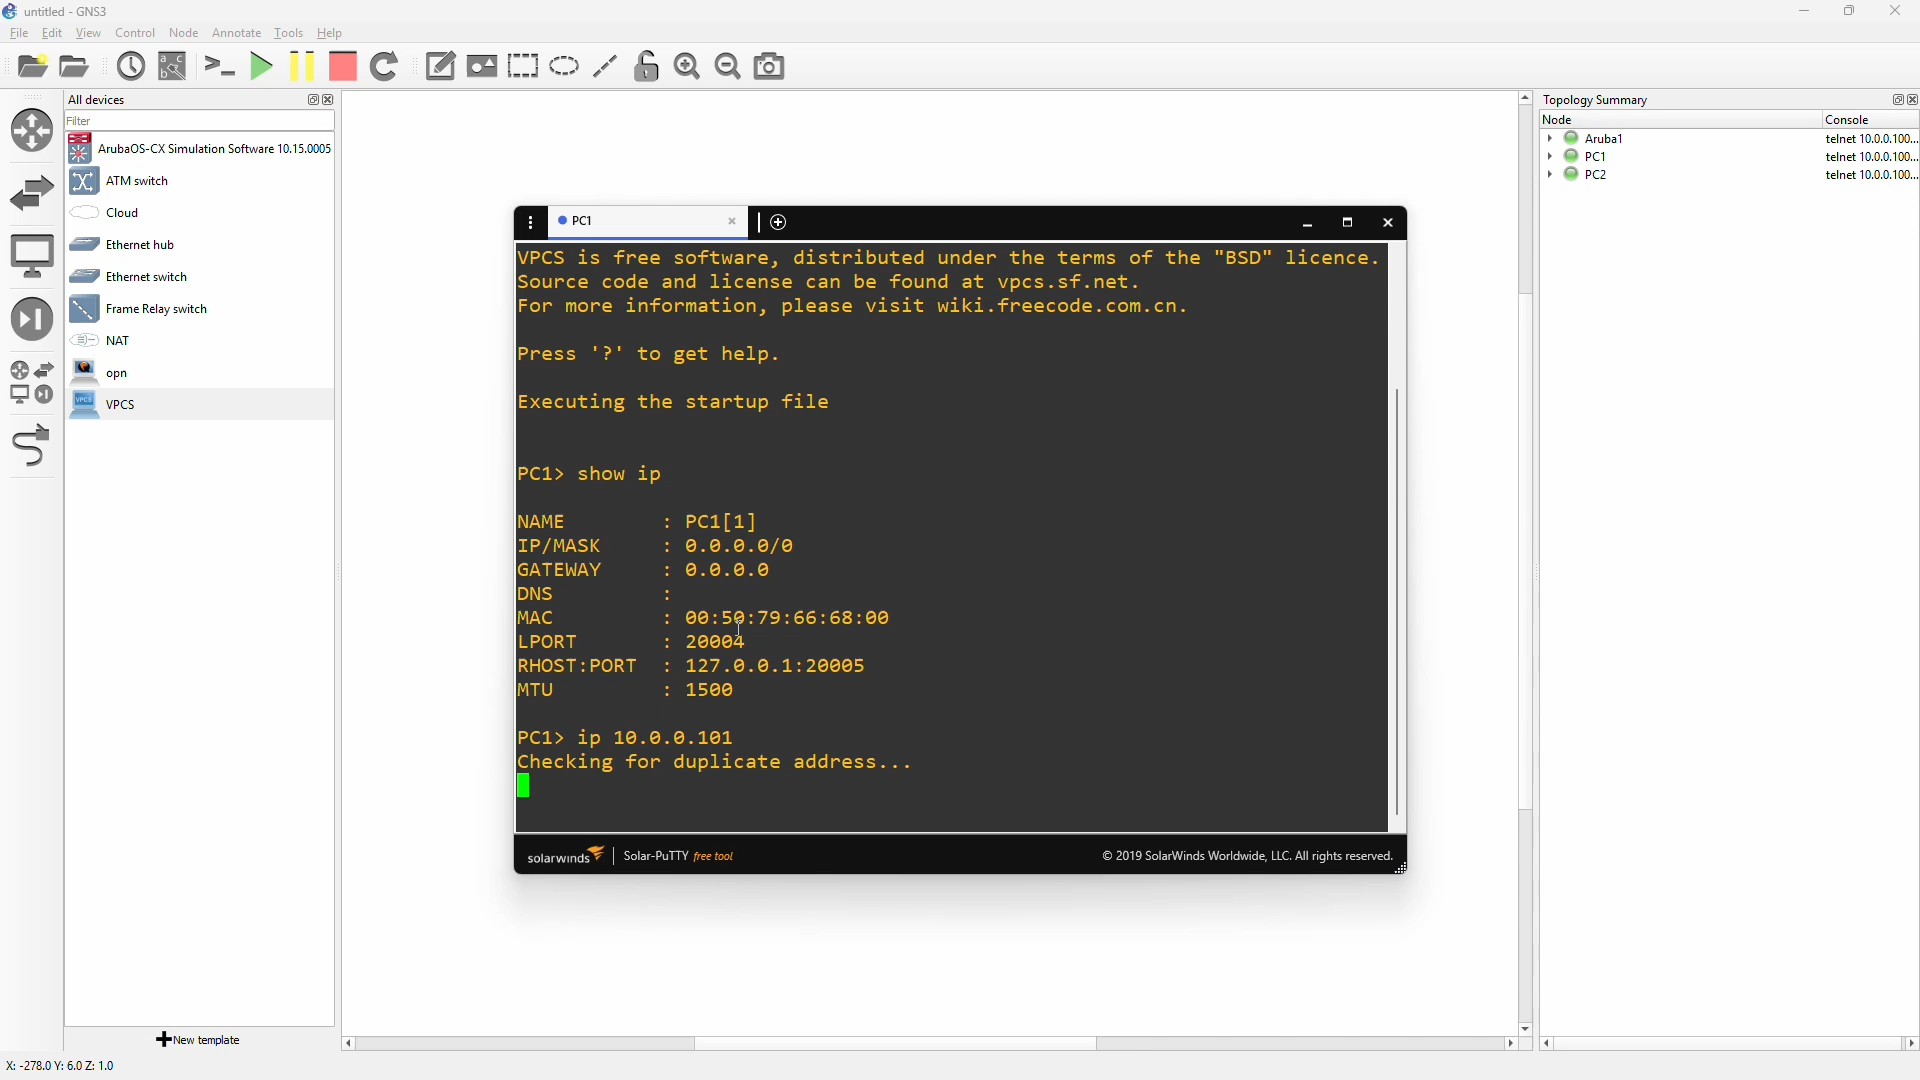 untitled - GNS3
File Edit View Control Node Annotate Tools Help
All devices
Filter
ArubaOS-CX Simulation Software 10.15.0005
ATM switch
Cloud
Ethernet hub
Ethernet switch
Frame Relay switch
NAT
opn
VPCS
New template
X: -278.0 Y: 6.0 Z: 1.0
PC1
VPCS is free software, distributed under the terms of the "BSD" licence.
Source code and license can be found at vpcs.sf.net.
For more information, please visit wiki.freecode.com.cn.
Press '?' to get help.
Executing the startup file
PC1> show ip
NAME : PC1[1]
IP/MASK : 0.0.0.0/0
GATEWAY : 0.0.0.0
DNS :
MAC : 00:50:79:66:68:00
LPORT : 20004
RHOST:PORT : 127.0.0.1:20005
MTU : 1500
PC1> ip 10.0.0.101
Checking for duplicate address...
solarwinds Solar-PuTTY free tool
© 2019 SolarWinds Worldwide, LLC. All rights reserved.
Topology Summary
Node Console
Aruba1 telnet 10.0.0.100...
PC1 telnet 10.0.0.100...
PC2 telnet 10.0.0.100...